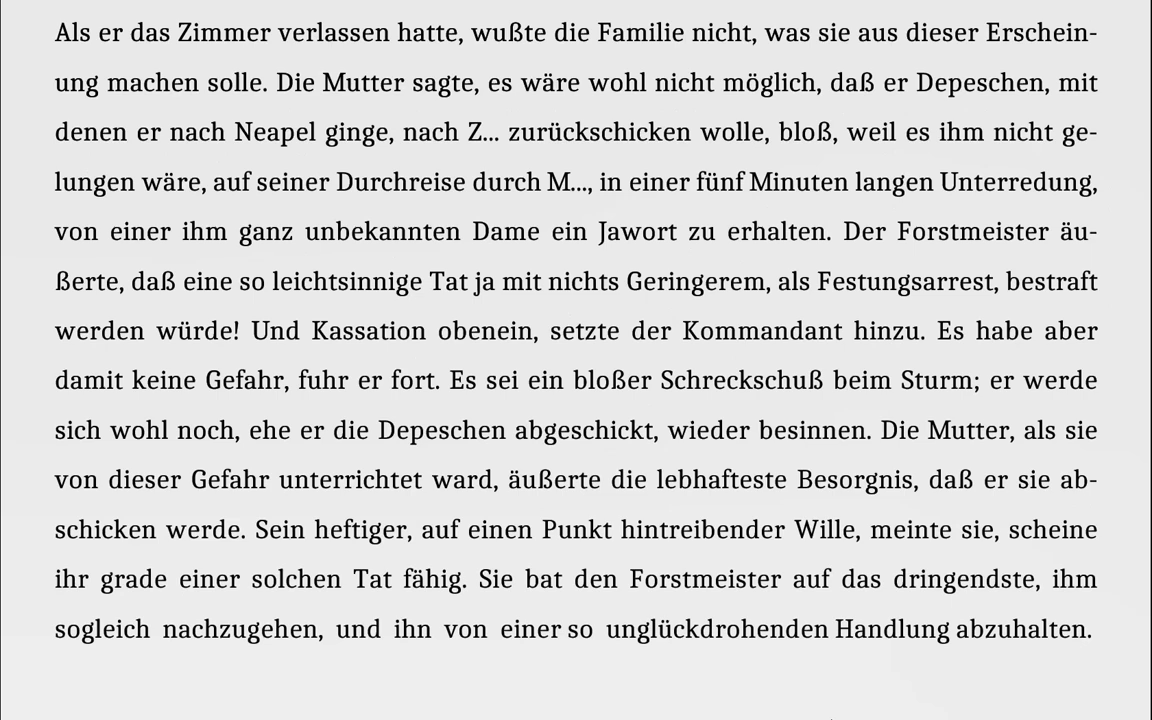 Als er das Zimmer verlassen hatte, wußte die Familie nicht, was sie aus dieser Erschein-
ung machen solle. Die Mutter sagte, es wäre wohl nicht möglich, daß er Depeschen, mit
denen er nach Neapel ginge, nach Z... zurückschicken wolle, bloß, weil es ihm nicht ge-
lungen wäre, auf seiner Durchreise durch M..., in einer fünf Minuten langen Unterredung,
von einer ihm ganz unbekannten Dame ein Jawort zu erhalten. Der Forstmeister äu-
ßerte, daß eine so leichtsinnige Tat ja mit nichts Geringerem, als Festungsarrest, bestraft
werden würde! Und Kassation obenein, setzte der Kommandant hinzu. Es habe aber
damit keine Gefahr, fuhr er fort. Es sei ein bloßer Schreckschuß beim Sturm; er werde
sich wohl noch, ehe er die Depeschen abgeschickt, wieder besinnen. Die Mutter, als sie
von dieser Gefahr unterrichtet ward, äußerte die lebhafteste Besorgnis, daß er sie ab-
schicken werde. Sein heftiger, auf einen Punkt hintreibender Wille, meinte sie, scheine
ihr grade einer solchen Tat fähig. Sie bat den Forstmeister auf das dringendste, ihm
sogleich nachzugehen, und ihn von einer so unglückdrohenden Handlung abzuhalten.